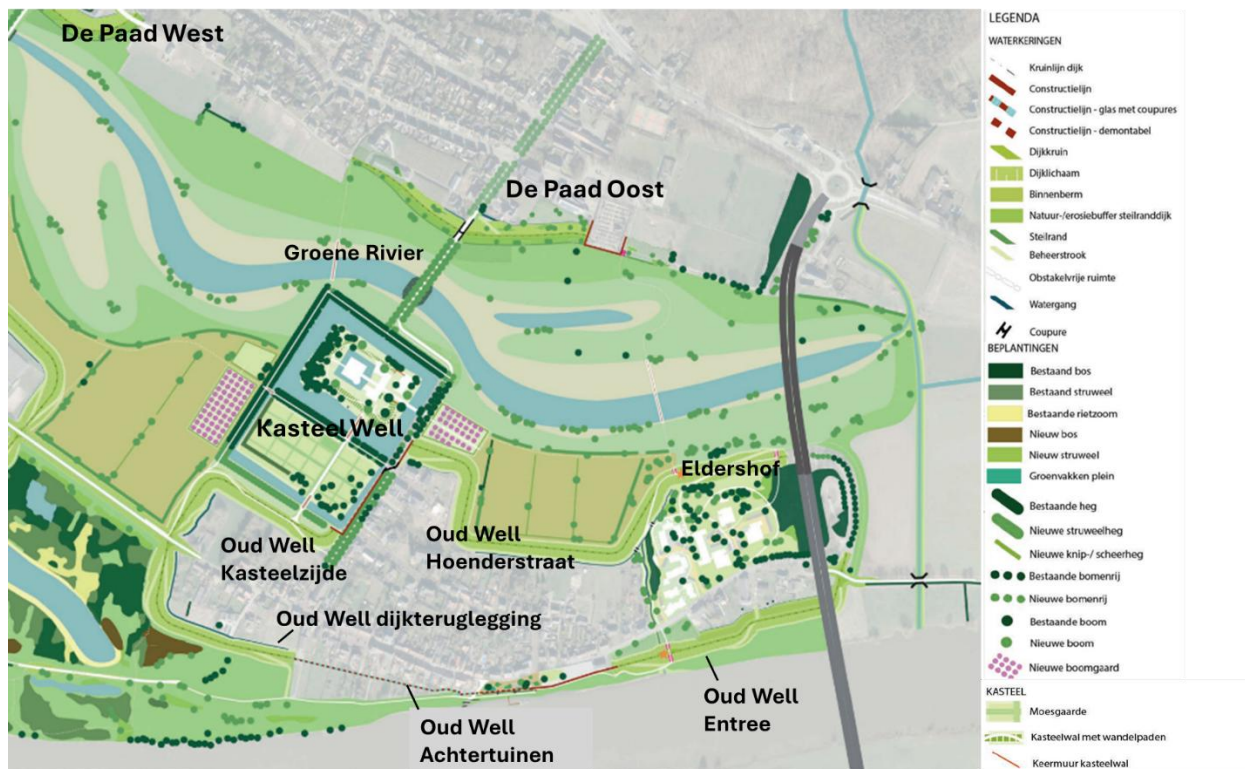 De Paad West
De Paad Oost
Groene Rivier
Kasteel Well
Eldershof
Oud Well
Kasteelzijde
Oud Well
Hoenderstraat
Oud Well dijkteruglegging
Oud Well
Achtertuinen
Oud Well
Entree
LEGENDA
WATERKERINGEN
Kruinlijn dijk
Constructielijn
Constructielijn - glas met coupures
Constructielijn - demontabel
Dijkkruin
Dijklichaam
Binnenberm
Natuur-/erosiebuffer steilranddijk
Steilrand
Beheerstrook
Obstakelvrije ruimte
Watergang
Coupure
BEPLANTINGEN
Bestaand bos
Bestaand struweel
Bestaande rietzoom
Nieuw bos
Nieuw struweel
Groenvakken plein
Bestaande heg
Nieuwe struweelheg
Nieuwe knip-/ scheerheg
Bestaande bomenrij
Nieuwe bomenrij
Bestaande boom
Nieuwe boom
Nieuwe boomgaard
KASTEEL
Moesgaarde
Kasteelwal met wandelpaden
Keermuur kasteelwal